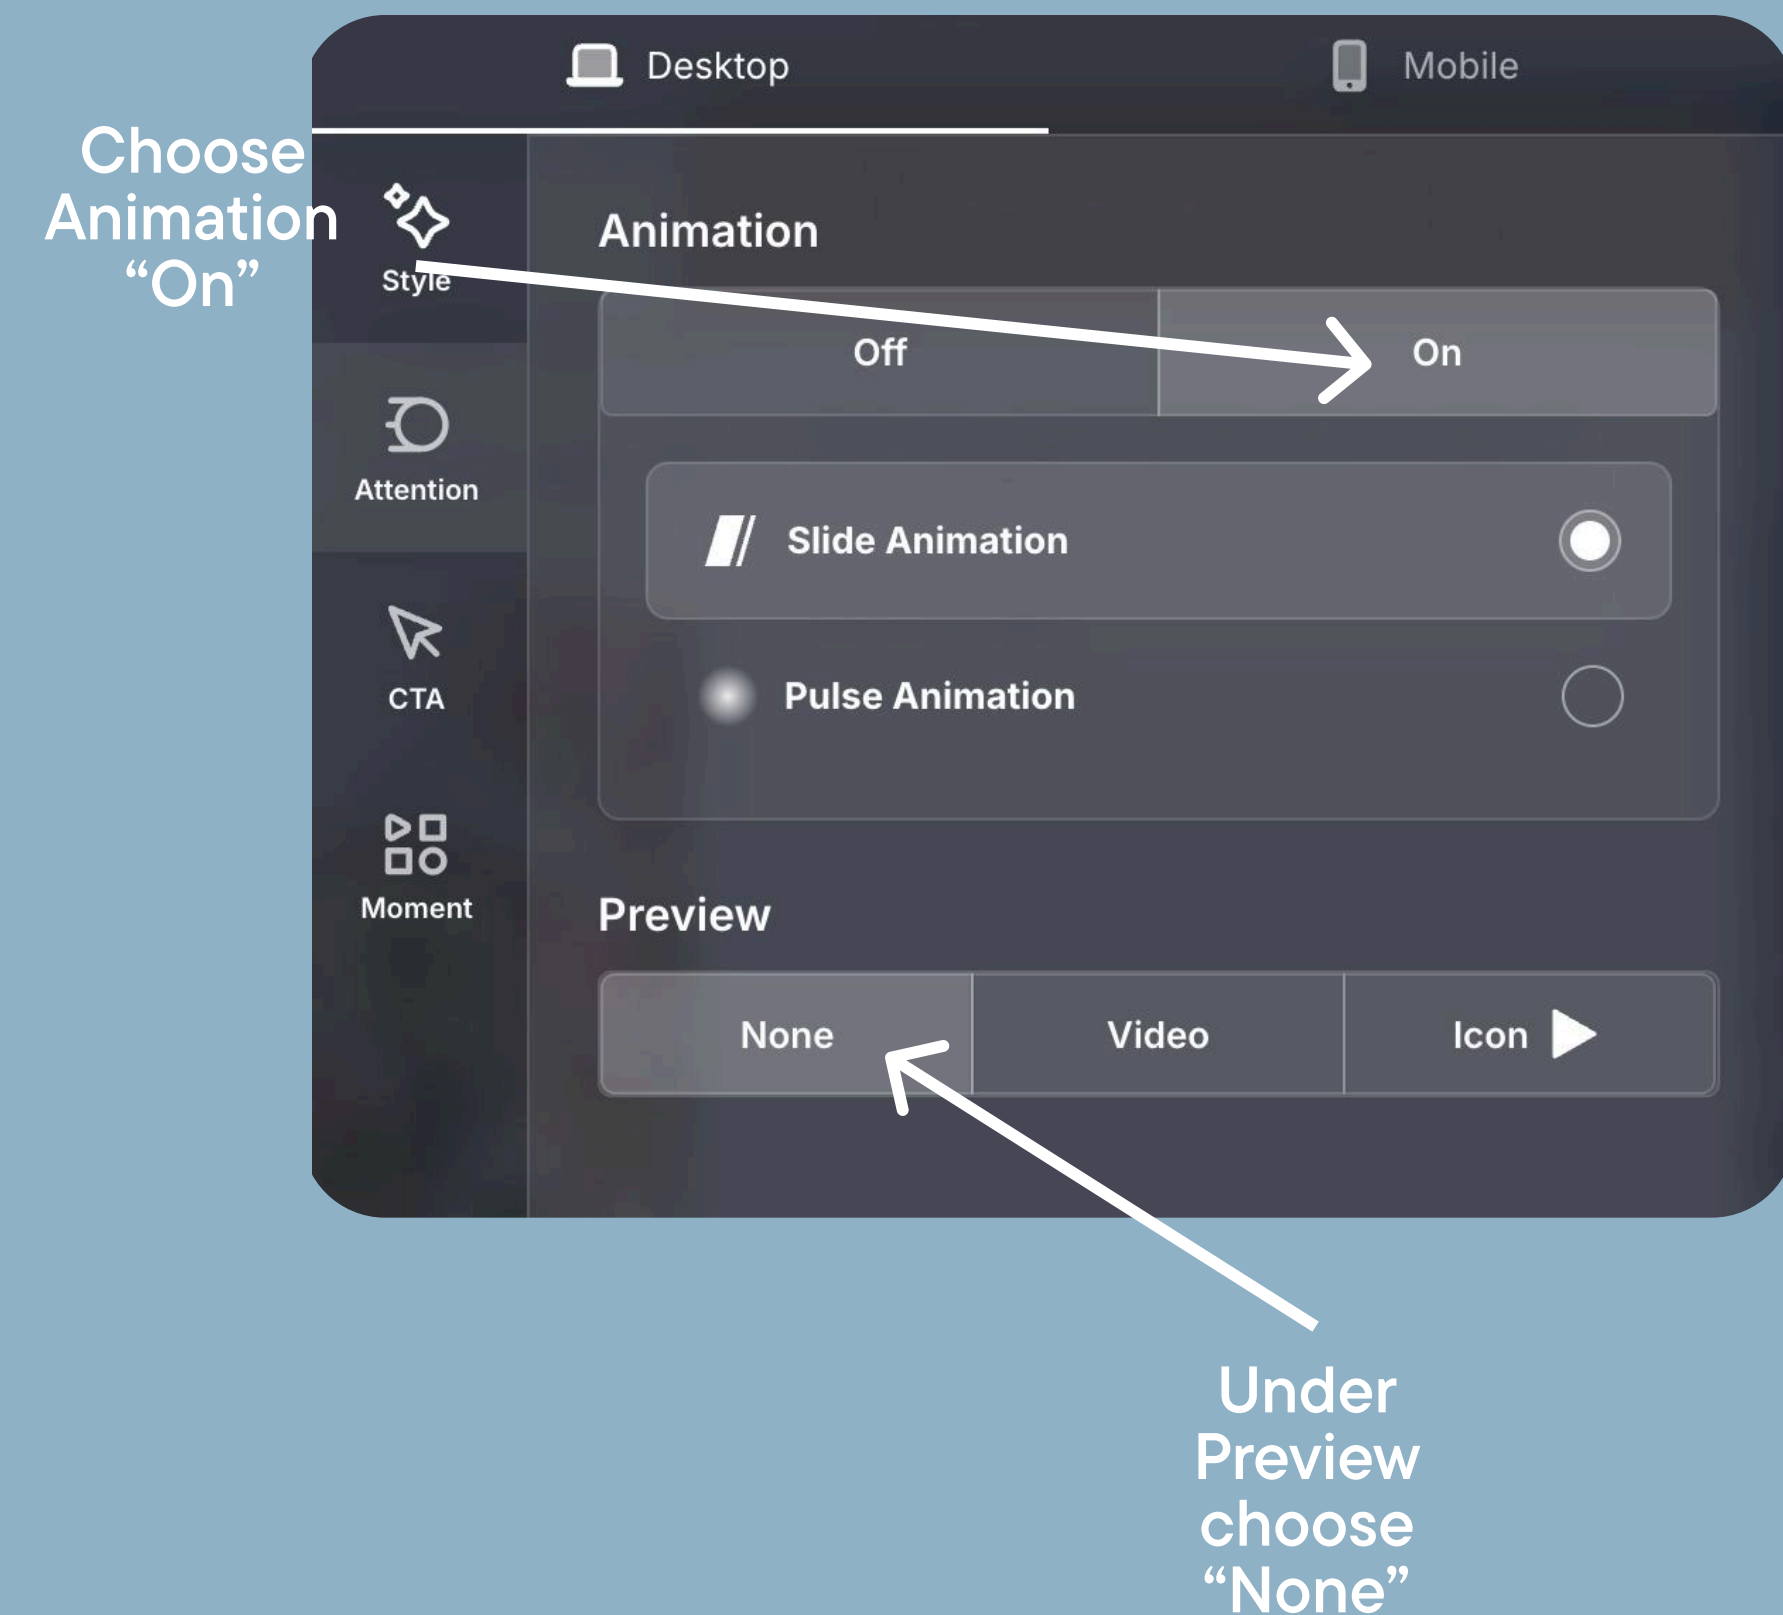 Desktop
Mobile
Choose
Animation
“On”
Style
Animation
Off
On
Attention
Slide Animation
CTA
Pulse Animation
Moment
Preview
None
Video
Icon
Under
Preview
choose
“None”